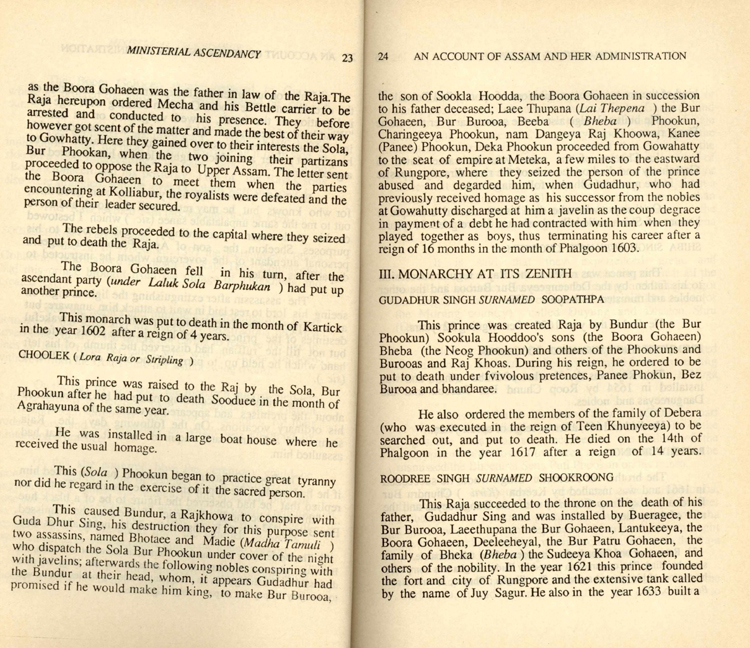 MINISTERIAL ASCENDANCY 23
as the Boora Gohaeen was the father in law of the Raja.The
Raja hereupon ordered Mecha and his Bettle carrier to be
arrested and conducted to his presence. They before
however got scent of the matter and made the best of their way
to Gowhatty. Here they gained over to their interests the Sola,
Bur Phookan, when the two joining their partizans
proceeded to oppose the Raja to Upper Assam. The letter sent
the Boora Gohaeen to meet them when the parties
encountering at Kolliabur, the royalists were defeated and the
person of their leader secured.
The rebels proceeded to the capital where they seized
and put to death the Raja.
The Boora Gohaeen fell in his turn, after the
ascendant party (under Laluk Sola Barphukan ) had put up
another prince.
This monarch was put to death in the month of Kartick
in the year 1602 after a reign of 4 years.
CHOOLEK ( Lora Raja or Stripling )
This prince was raised to the Raj by the Sola, Bur
Phookun after he had put to death Sooduee in the month of
Agrahayuna of the same year.
He was installed in a large boat house where he
received the usual homage.
This (Sola ) Phookun began to practice great tyranny
nor did he regard in the exercise of it the sacred person.
This caused Bundur, a Rajkhowa to conspire with
Guda Dhur Sing, his destruction they for this purpose sent
two assassins, named Bhotaee and Madie (Madha Tamuli )
who dispatch the Sola Bur Phookun under cover of the night
with javelins; afterwards the following nobles conspiring with
the Bundur at their head, whom, it appears Gudadhur had
promised if he would make him king, to make Bur Burooa,
24 AN ACCOUNT OF ASSAM AND HER ADMINISTRATION
the son of Sookla Hoodda, the Boora Gohaeen in succession
to his father deceased; Laee Thupana (Lai Thepena ) the Bur
Gohaeen, Bur Burooa, Beeba ( Bheba ) Phookun,
Charingeeya Phookun, nam Dangeya Raj Khoowa, Kanee
(Panee) Phookun, Deka Phookun proceeded from Gowahatty
to the seat of empire at Meteka, a few miles to the eastward
of Rungpore, where they seized the person of the prince
abused and degarded him, when Gudadhur, who had
previously received homage as his successor from the nobles
at Gowahutty discharged at him a javelin as the coup degrace
in payment of a debt he had contracted with him when they
played together as boys, thus terminating his career after a
reign of 16 months in the month of Phalgoon 1603.
III. MONARCHY AT ITS ZENITH
GUDADHUR SINGH SURNAMED SOOPATHPA
This prince was created Raja by Bundur (the Bur
Phookun) Sookula Hooddoo's sons (the Boora Gohaeen)
Bheba (the Neog Phookun) and others of the Phookuns and
Burooas and Raj Khoas. During his reign, he ordered to be
put to death under fvivolous pretences, Panee Phokun, Bez
Burooa and bhandaree.
He also ordered the members of the family of Debera
(who was executed in the reign of Teen Khunyeeya) to be
searched out, and put to death. He died on the 14th of
Phalgoon in the year 1617 after a reign of 14 years.
ROODREE SINGH SURNAMED SHOOKROONG
This Raja succeeded to the throne on the death of his
father, Gudadhur Sing and was installed by Bueragee, the
Bur Burooa, Laeethupana the Bur Gohaeen, Lantukeeya, the
Boora Gohaeen, Deeleecheyal, the Bur Patru Gohaeen, the
family of Bheka (Bheba ) the Sudeeya Khoa Gohaeen, and
others of the nobility. In the year 1621 this prince founded
the fort and city of Rungpore and the extensive tank called
by the name of Juy Sagur. He also in the year 1633 built a